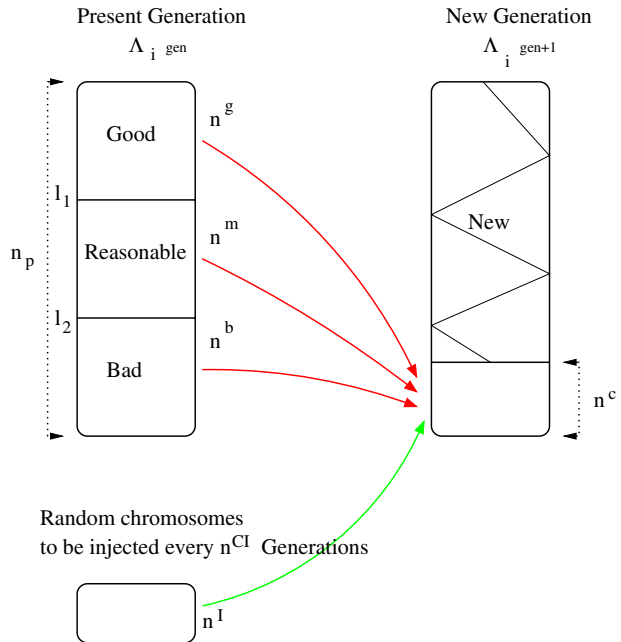 Present Generation
Λ i gen
New Generation
Λ i gen+1
Good
n g
l 1
Reasonable
n m
New
n p
l 2
n b
Bad
n c
Random chromosomes
to be injected every n CI Generations
n I